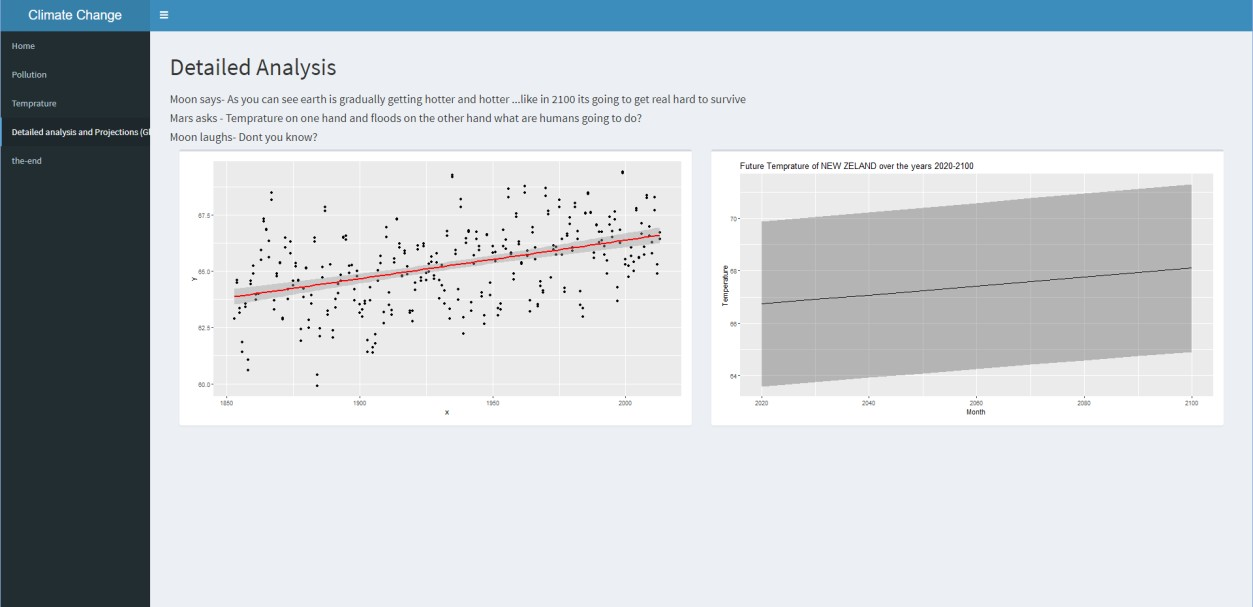 Climate Change
Home
Pollution
Temprature
Detailed analysis and Projections (Gl
the-end
Detailed Analysis
Moon says- As you can see earth is gradually getting hotter and hotter ...like in 2100 its going to get real hard to survive
Mars asks - Temprature on one hand and floods on the other hand what are humans going to do?
Moon laughs- Dont you know?
67.5
65.0
62.5
60.0
Y
1850 1900 1950 2000
X
Future Temprature of NEW ZELAND over the years 2020-2100
70
68
66
64
Temperature
2020 2040 2060 2080 2100
Month